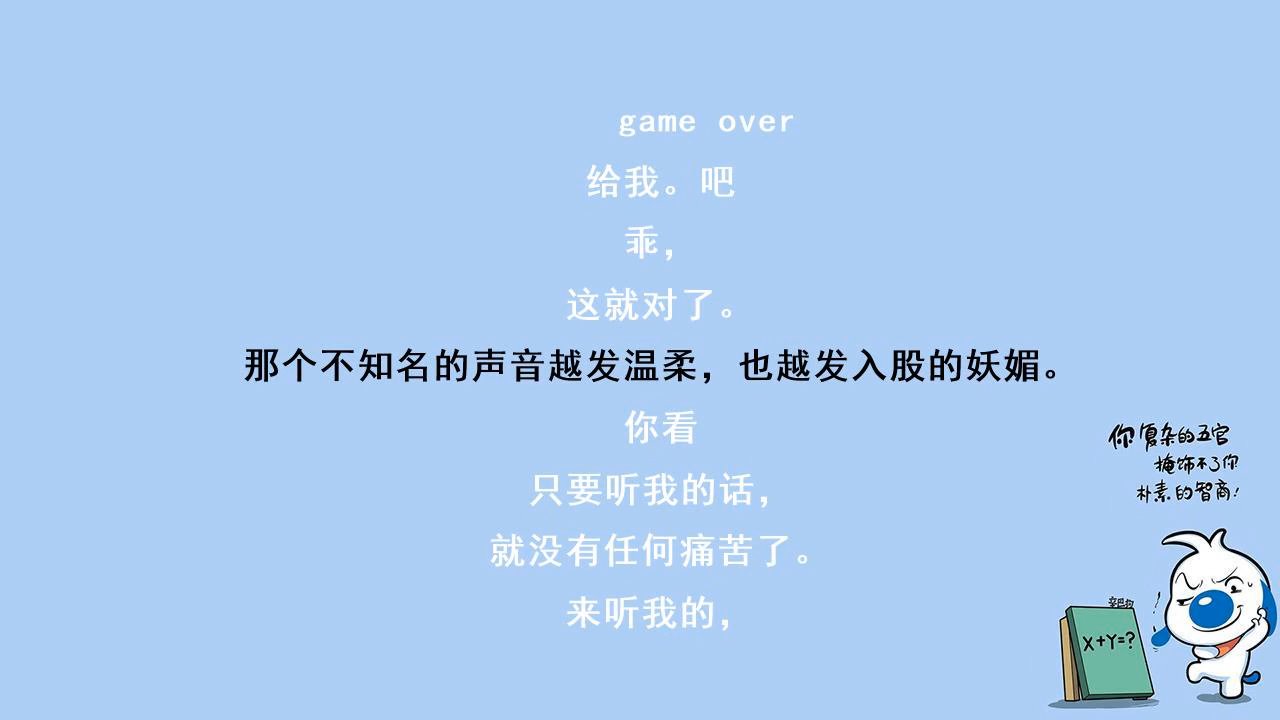 game over
给我。吧
乖，
这就对了。
那个不知名的声音越发温柔，也越发入股的妖媚。
你看
只要听我的话，
就没有任何痛苦了。
来听我的，
你复杂的五官
掩饰不了你
朴素的智商！
X+Y=?